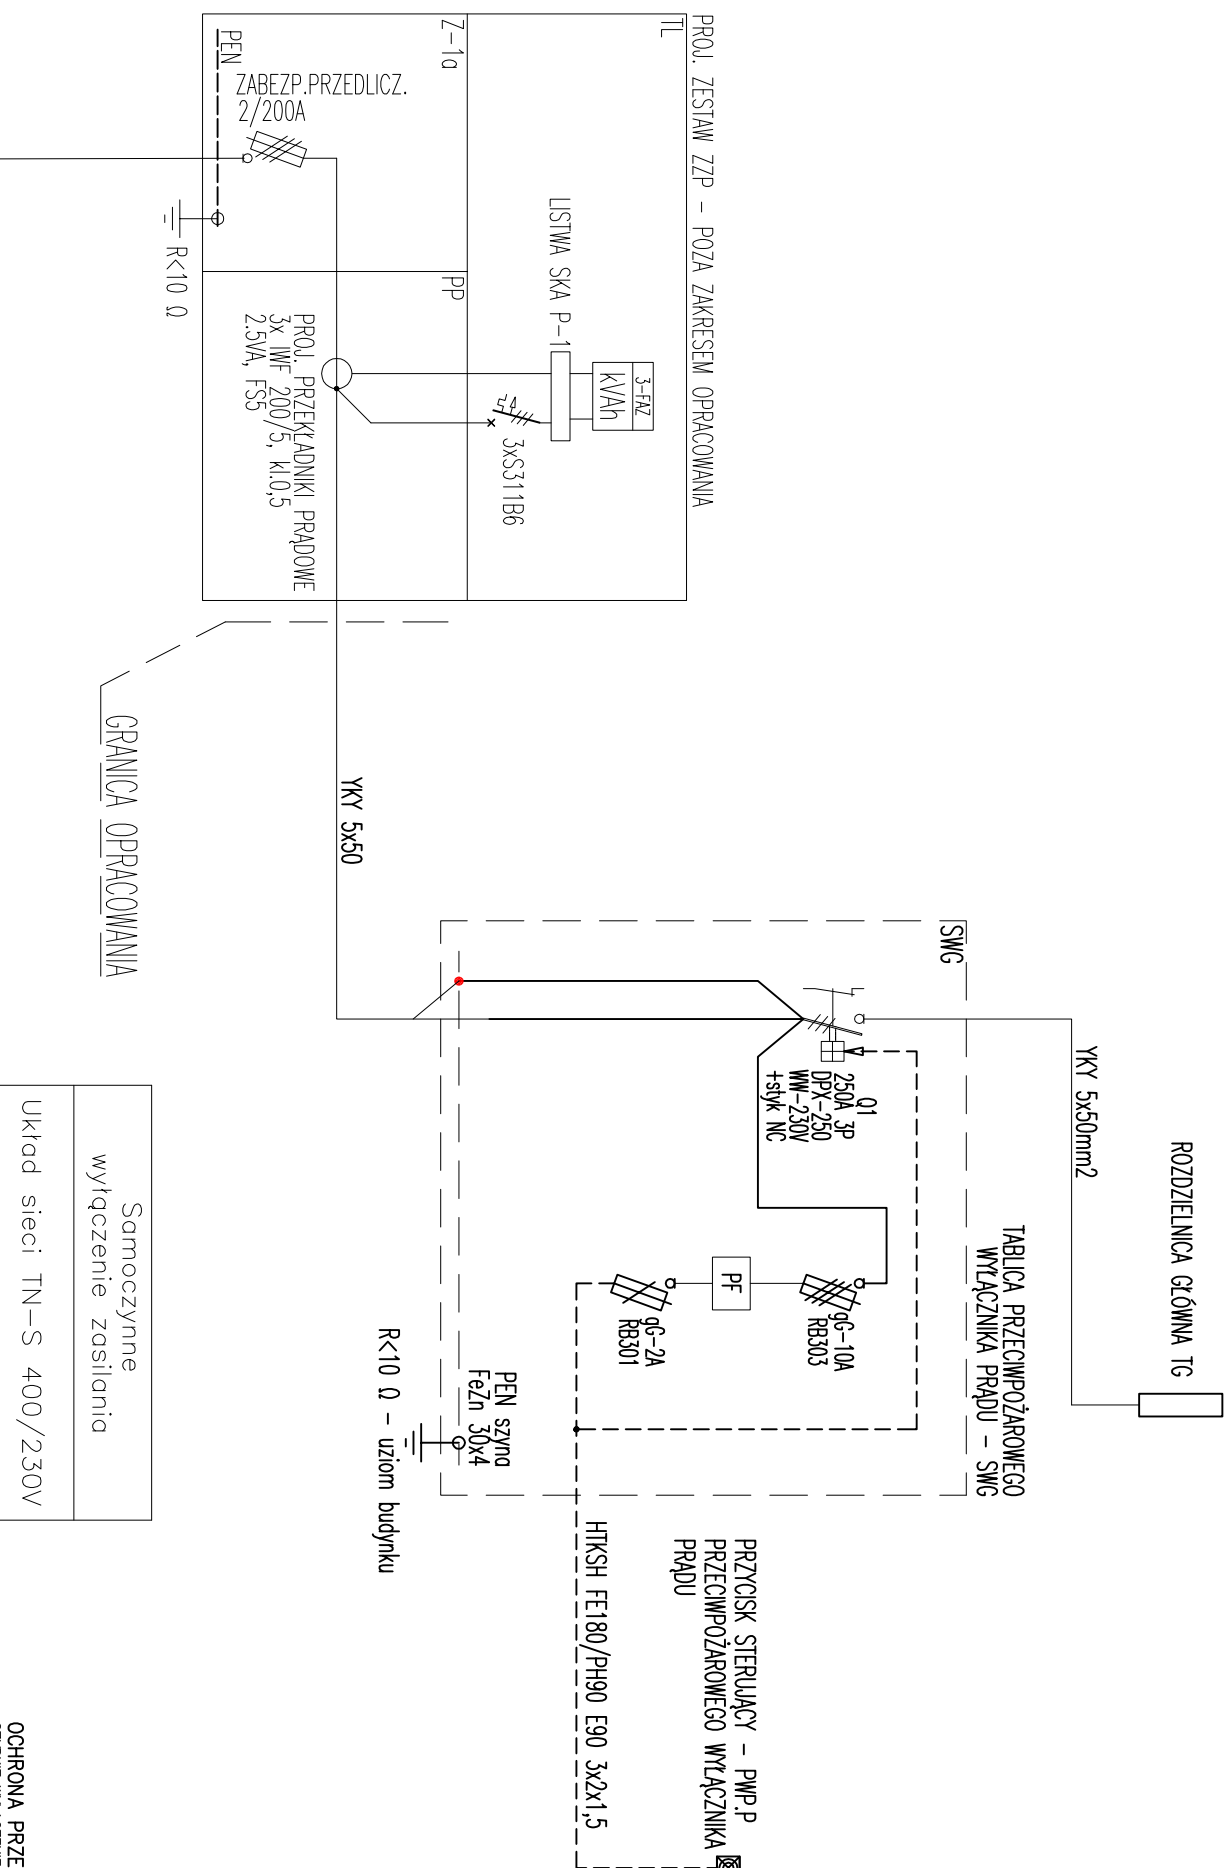 PROJ. ZESTAW ZZP - POZA ZAKRESEM OPRACOWANIA
TL
Z-1a
PEN
ZABEZP.PRZEDLICZ.
2/200A
R<10 Ω
PP
LISTWA SKA P-1
3-FAZ
kVAh
3xS311B6
PROJ. PRZEKŁADNIKI PRĄDOWE
3x IWF 200/5, kl.0,5
2.5VA, FS5
GRANICA OPRACOWANIA
YKY 5x50
SWG
Q1
250A 3P
DPX-250
WW-230V
+styk NC
YKY 5x50mm2
ROZDZIELNICA GŁÓWNA TG
TABLICA PRZECIWPOŻAROWEGO
WYŁĄCZNIKA PRĄDU - SWG
gG-10A
RB303
PF
gG-2A
RB301
PEN szyna
FeZn 30x4
R<10 Ω - uziom budynku
PRZYCISK STERUJĄCY - PWP.P
PRZECIWPOŻAROWEGO WYŁĄCZNIKA
PRĄDU
HTKSH FE180/PH90 E90 3x2x1,5
Samoczynne
wyłączenie zasilania
Układ sieci TN-S 400/230V
OCHRONA PRZE